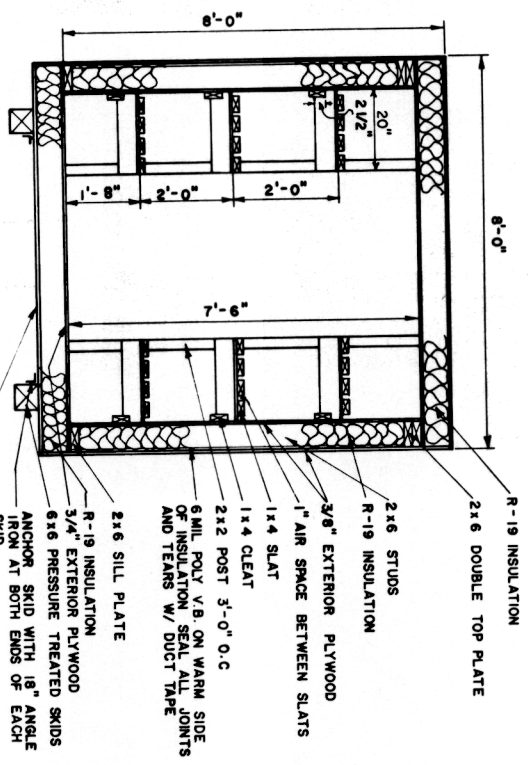 8'-0"
8'-0"
20"
2 1/2"
1'-8"
2'-0"
2'-0"
7'-6"
R-19 INSULATION
2x6 DOUBLE TOP PLATE
2x6 STUDS
R-19 INSULATION
3/8" EXTERIOR PLYWOOD
1" AIR SPACE BETWEEN SLATS
1x4 SLAT
1x4 CLEAT
2x2 POST 3'-0" O.C
6 MIL POLY V.B. ON WARM SIDE
OF INSULATION SEAL ALL JOINTS
AND TEARS W/ DUCT TAPE
2x6 SILL PLATE
R-19 INSULATION
3/4" EXTERIOR PLYWOOD
6x6 PRESSURE TREATED SKIDS
ANCHOR SKID WITH 18" ANGLE
IRON AT BOTH ENDS OF EACH